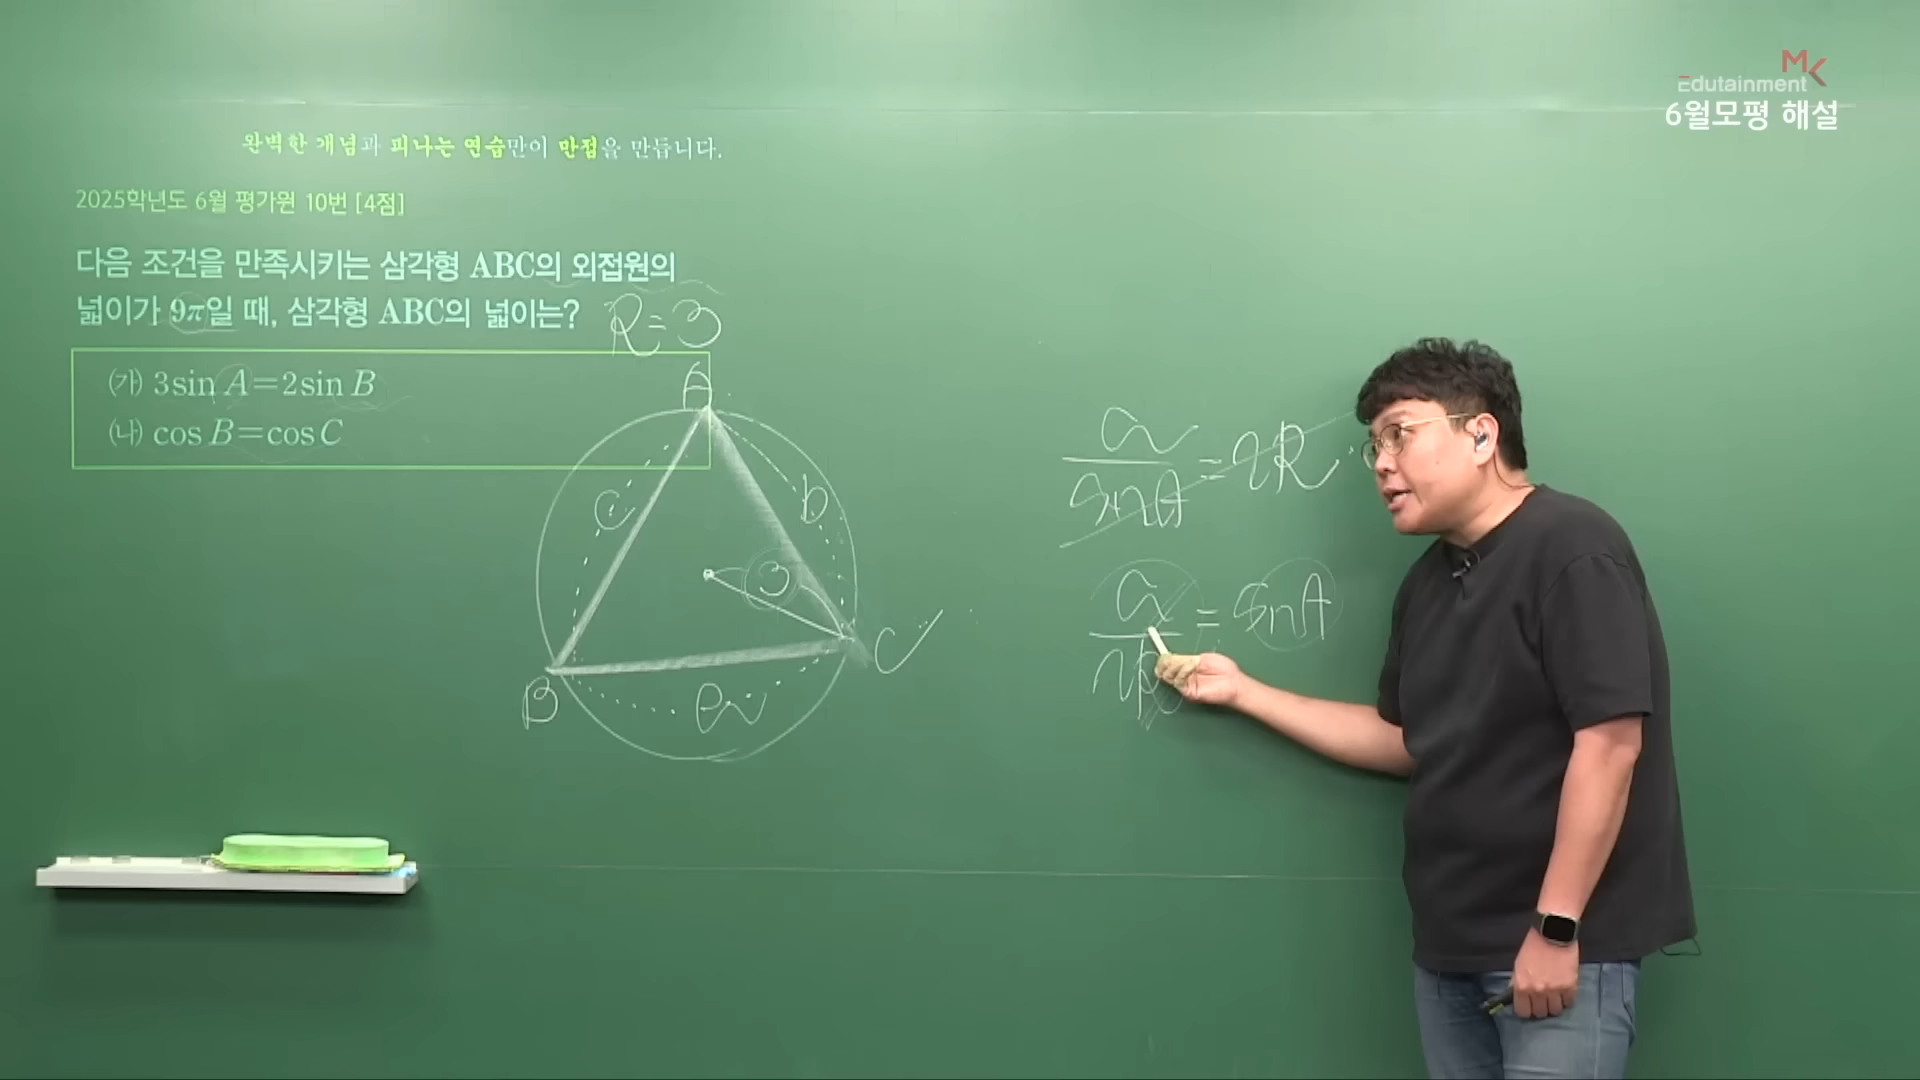 MK
Edutainment
6월모평 해설
완벽한 개념과 피나는 연습만이 만점을 만듭니다.
2025학년도 6월 평가원 10번 [4점]
다음 조건을 만족시키는 삼각형 ABC의 외접원의
넓이가 9π일 때, 삼각형 ABC의 넓이는?
R=3
(가) 3sin A=2sin B
(나) cos B=cos C
A
c
b
3
B
a
C
a/sinA = 2R
a/2R = sinA